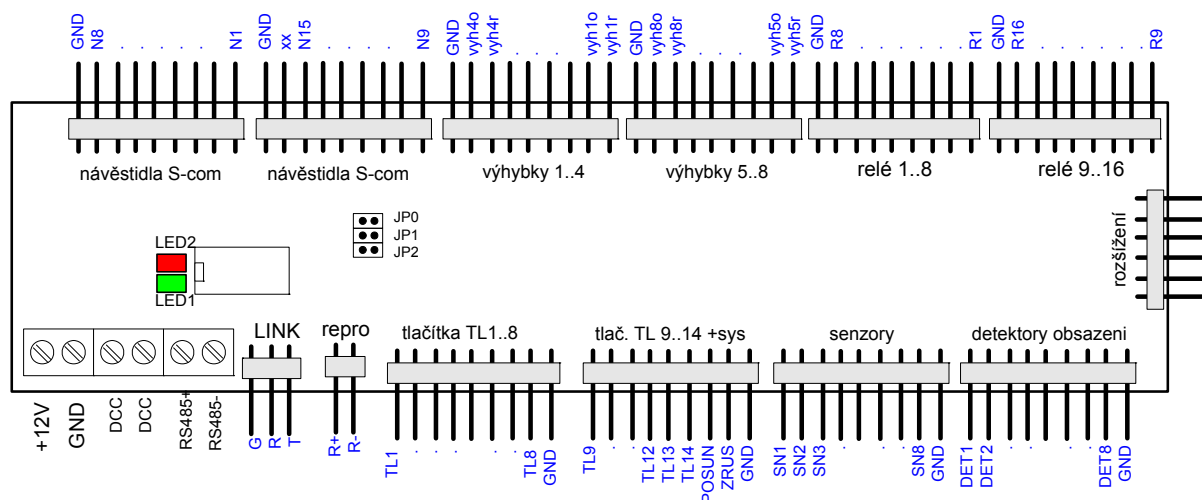 GND N8 . . . . . N1 GND xx N15 . . . . . N9 GND vyh4o vyh4r . . . . vyh1o vyh1r GND vyh8o vyh8r . . . . vyh5o vyh5r GND R8 . . . . . . R1 GND R16 . . . . . . R9
návěstidla S-com návěstidla S-com výhybky 1..4 výhybky 5..8 relé 1..8 relé 9..16
JP0
JP1
JP2
LED2
LED1
rozšížení
LINK repro tlačítka TL1..8 tlač. TL 9..14 +sys senzory detektory obsazeni
+12V GND DCC DCC RS485+ RS485- G R T R+ R- TL1 . . . . . . TL8 GND TL9 . . TL12 TL13 TL14 POSUN ZRUS GND SN1 SN2 SN3 . . . . SN8 GND DET1 DET2 . . . . . DET8 GND